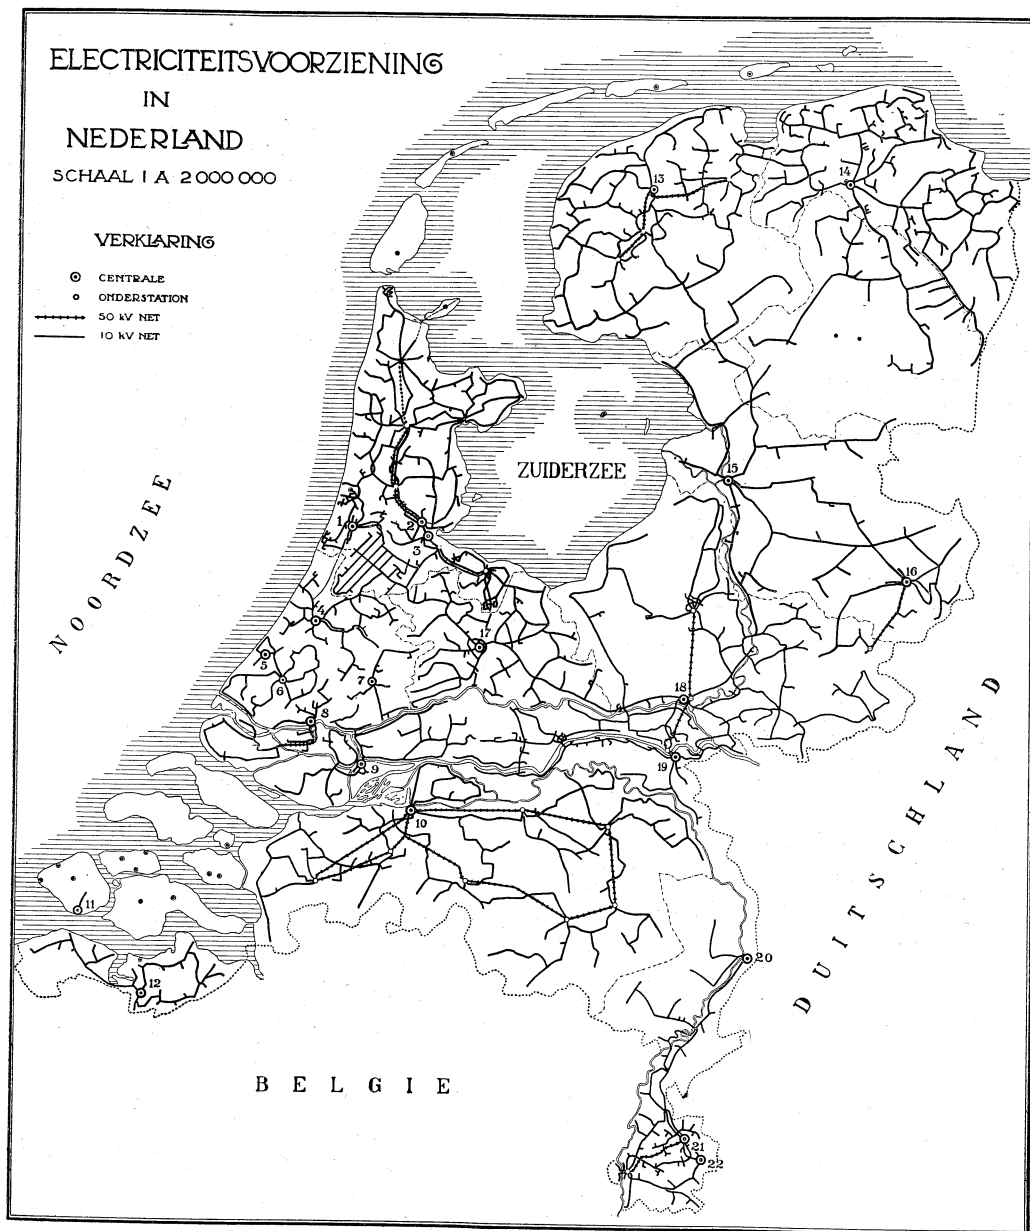 ELECTRICITEITSVOORZIENING
IN
NEDERLAND
SCHAAL 1 A 2 000 000
VERKLARING
CENTRALE
ONDERSTATION
50 kV NET
10 kV NET
NOORDZEE
ZUIDERZEE
DUITSCHLAND
BELGIE
13
14
15
1
2
3
16
4
17
5
6
7
18
8
9
19
10
11
12
20
21
22